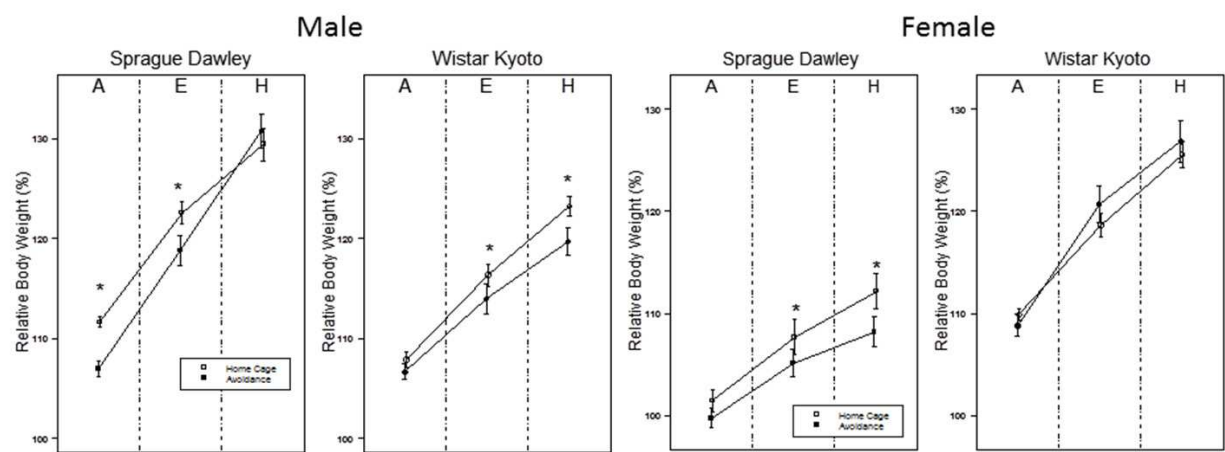 Male
Female
Sprague Dawley
Wistar Kyoto
Sprague Dawley
Wistar Kyoto
A E H
A E H
A E H
A E H
Relative Body Weight (%)
130
120
110
100
* *
Home Cage
Avoidance
Relative Body Weight (%)
130
120
110
100
* *
Relative Body Weight (%)
130
120
110
100
* *
Home Cage
Avoidance
Relative Body Weight (%)
130
120
110
100